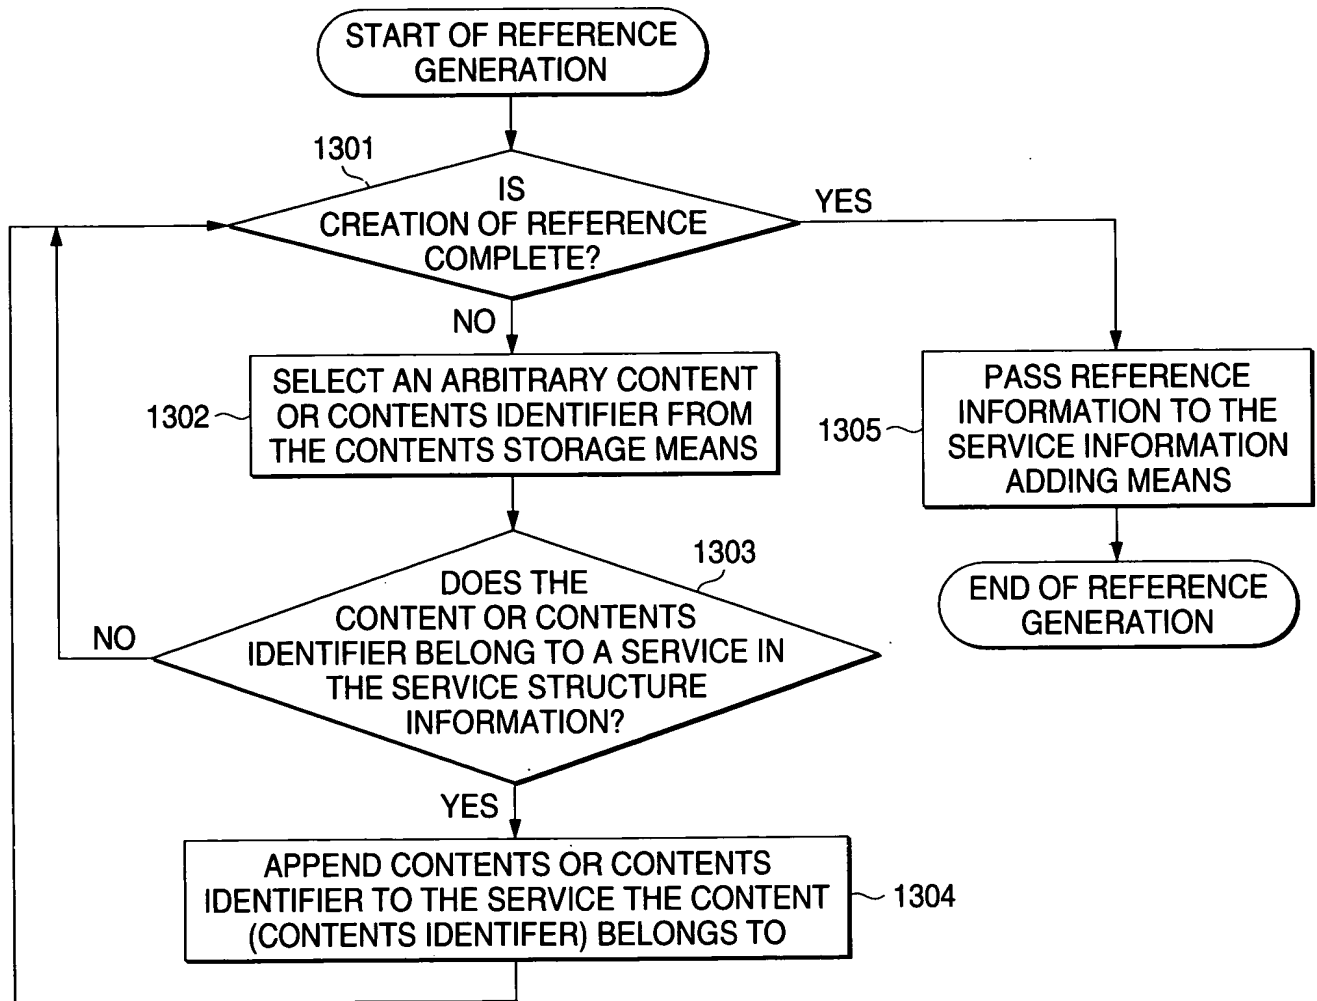 START OF REFERENCE
GENERATION
1301
IS
CREATION OF REFERENCE
COMPLETE?
YES
NO
SELECT AN ARBITRARY CONTENT
OR CONTENTS IDENTIFIER FROM
THE CONTENTS STORAGE MEANS
1302
PASS REFERENCE
INFORMATION TO THE
SERVICE INFORMATION
ADDING MEANS
1305
1303
DOES THE
CONTENT OR CONTENTS
IDENTIFIER BELONG TO A SERVICE IN
THE SERVICE STRUCTURE
INFORMATION?
NO
END OF REFERENCE
GENERATION
YES
APPEND CONTENTS OR CONTENTS
IDENTIFIER TO THE SERVICE THE CONTENT
(CONTENTS IDENTIFER) BELONGS TO
1304